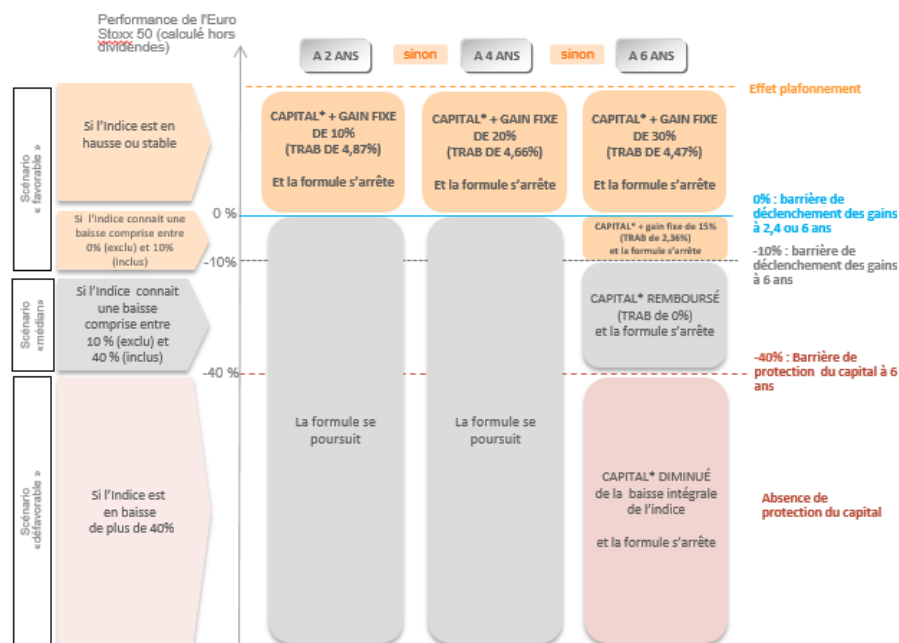 Performance de l'Euro
Stoxx 50 (calculé hors
dividendes)
A 2 ANS
sinon
A 4 ANS
sinon
A 6 ANS
Effet plafonnement
Scénario
« favorable »
Si l'Indice est en
hausse ou stable
CAPITAL* + GAIN FIXE
DE 10%
(TRAB DE 4,87%)
Et la formule s'arrête
CAPITAL* + GAIN FIXE
DE 20%
(TRAB DE 4,66%)
Et la formule s'arrête
CAPITAL* + GAIN FIXE
DE 30%
(TRAB DE 4,47%)
Et la formule s'arrête
0 %
0% : barrière de
déclenchement des gains
à 2,4 ou 6 ans
Si l'Indice connait une
baisse comprise entre
0% (exclu) et 10%
(inclus)
CAPITAL* + gain fixe de 15%
(TRAB de 2,36%)
et la formule s'arrête
-10%
-10% : barrière de
déclenchement des gains
à 6 ans
Scénario
«médian»
Si l'Indice connait
une baisse
comprise entre
10 % (exclu) et
40 % (inclus)
CAPITAL* REMBOURSÉ
(TRAB de 0%)
et la formule s'arrête
-40 %
-40% : Barrière de
protection du capital à 6
ans
Scénario
«défavorable »
Si l'Indice est
en baisse
de plus de 40%
La formule se
poursuit
La formule se
poursuit
CAPITAL* DIMINUÉ
de la baisse intégrale
de l'indice
et la formule s'arrête
Absence de
protection du capital